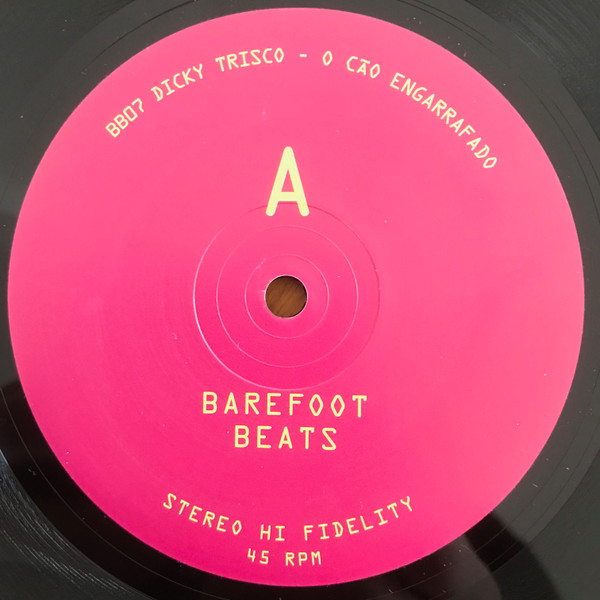 BB07 DICKY TRISCO - O CÃO ENGARRAFADO
A
BAREFOOT
BEATS
STEREO HI FIDELITY
45 RPM